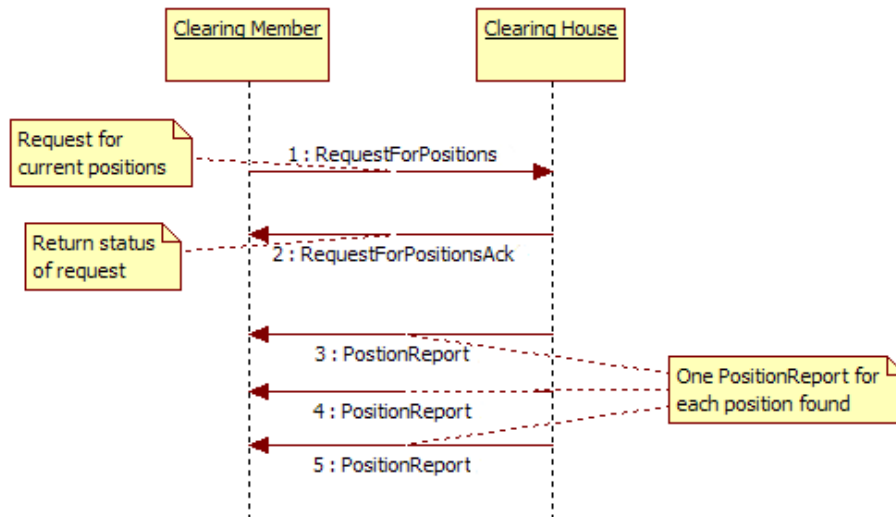 Clearing Member
Clearing House
Request for
current positions
1 : RequestForPositions
Return status
of request
2 : RequestForPositionsAck
3 : PostionReport
One PositionReport for
each position found
4 : PositionReport
5 : PositionReport